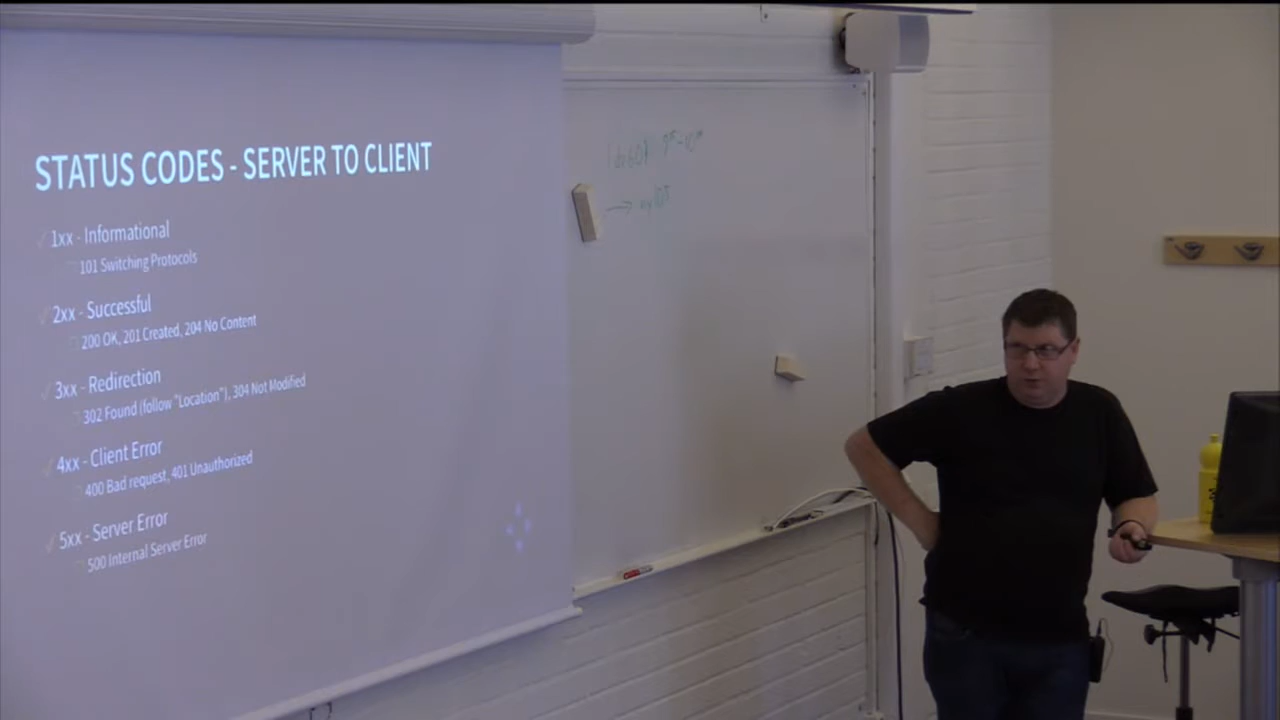 STATUS CODES - SERVER TO CLIENT
1xx - Informational
101 Switching Protocols
2xx - Successful
200 OK, 201 Created, 204 No Content
3xx - Redirection
302 Found (follow "Location"), 304 Not Modified
4xx - Client Error
400 Bad request, 401 Unauthorized
5xx - Server Error
500 Internal Server Error